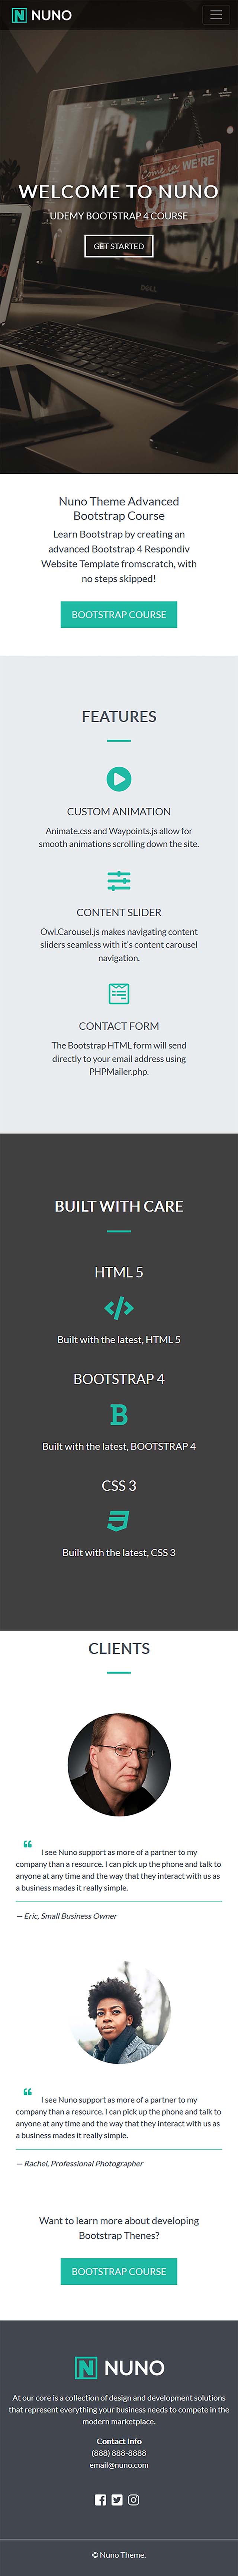 NUNO
Come in WE'RE
WELCOME TO NUNO
UDEMY BOOTSTRAP 4 COURSE
GET STARTED
DELL
Nuno Theme Advanced
Bootstrap Course
Learn Bootstrap by creating an
advanced Bootstrap 4 Respondiv
Website Template fromscratch, with
no steps skipped!
BOOTSTRAP COURSE
FEATURES
CUSTOM ANIMATION
Animate.css and Waypoints.js allow for
smooth animations scrolling down the site.
CONTENT SLIDER
Owl.Carousel.js makes navigating content
sliders seamless with it's content carousel
navigation.
CONTACT FORM
The Bootstrap HTML form will send
directly to your email address using
PHPMailer.php.
BUILT WITH CARE
HTML 5
Built with the latest, HTML 5
BOOTSTRAP 4
B
Built with the latest, BOOTSTRAP 4
CSS 3
Built with the latest, CSS 3
CLIENTS
“ I see Nuno support as more of a partner to my
company than a resource. I can pick up the phone and talk to
anyone at any time and the way that they interact with us as
a business mades it really simple.
— Eric, Small Business Owner
“ I see Nuno support as more of a partner to my
company than a resource. I can pick up the phone and talk to
anyone at any time and the way that they interact with us as
a business mades it really simple.
— Rachel, Professional Photographer
Want to learn more about developing
Bootstrap Thenes?
BOOTSTRAP COURSE
NUNO
At our core is a collection of design and development solutions
that represent everything your business needs to compete in the
modern marketplace.
Contact Info
(888) 888-8888
email@nuno.com
© Nuno Theme.